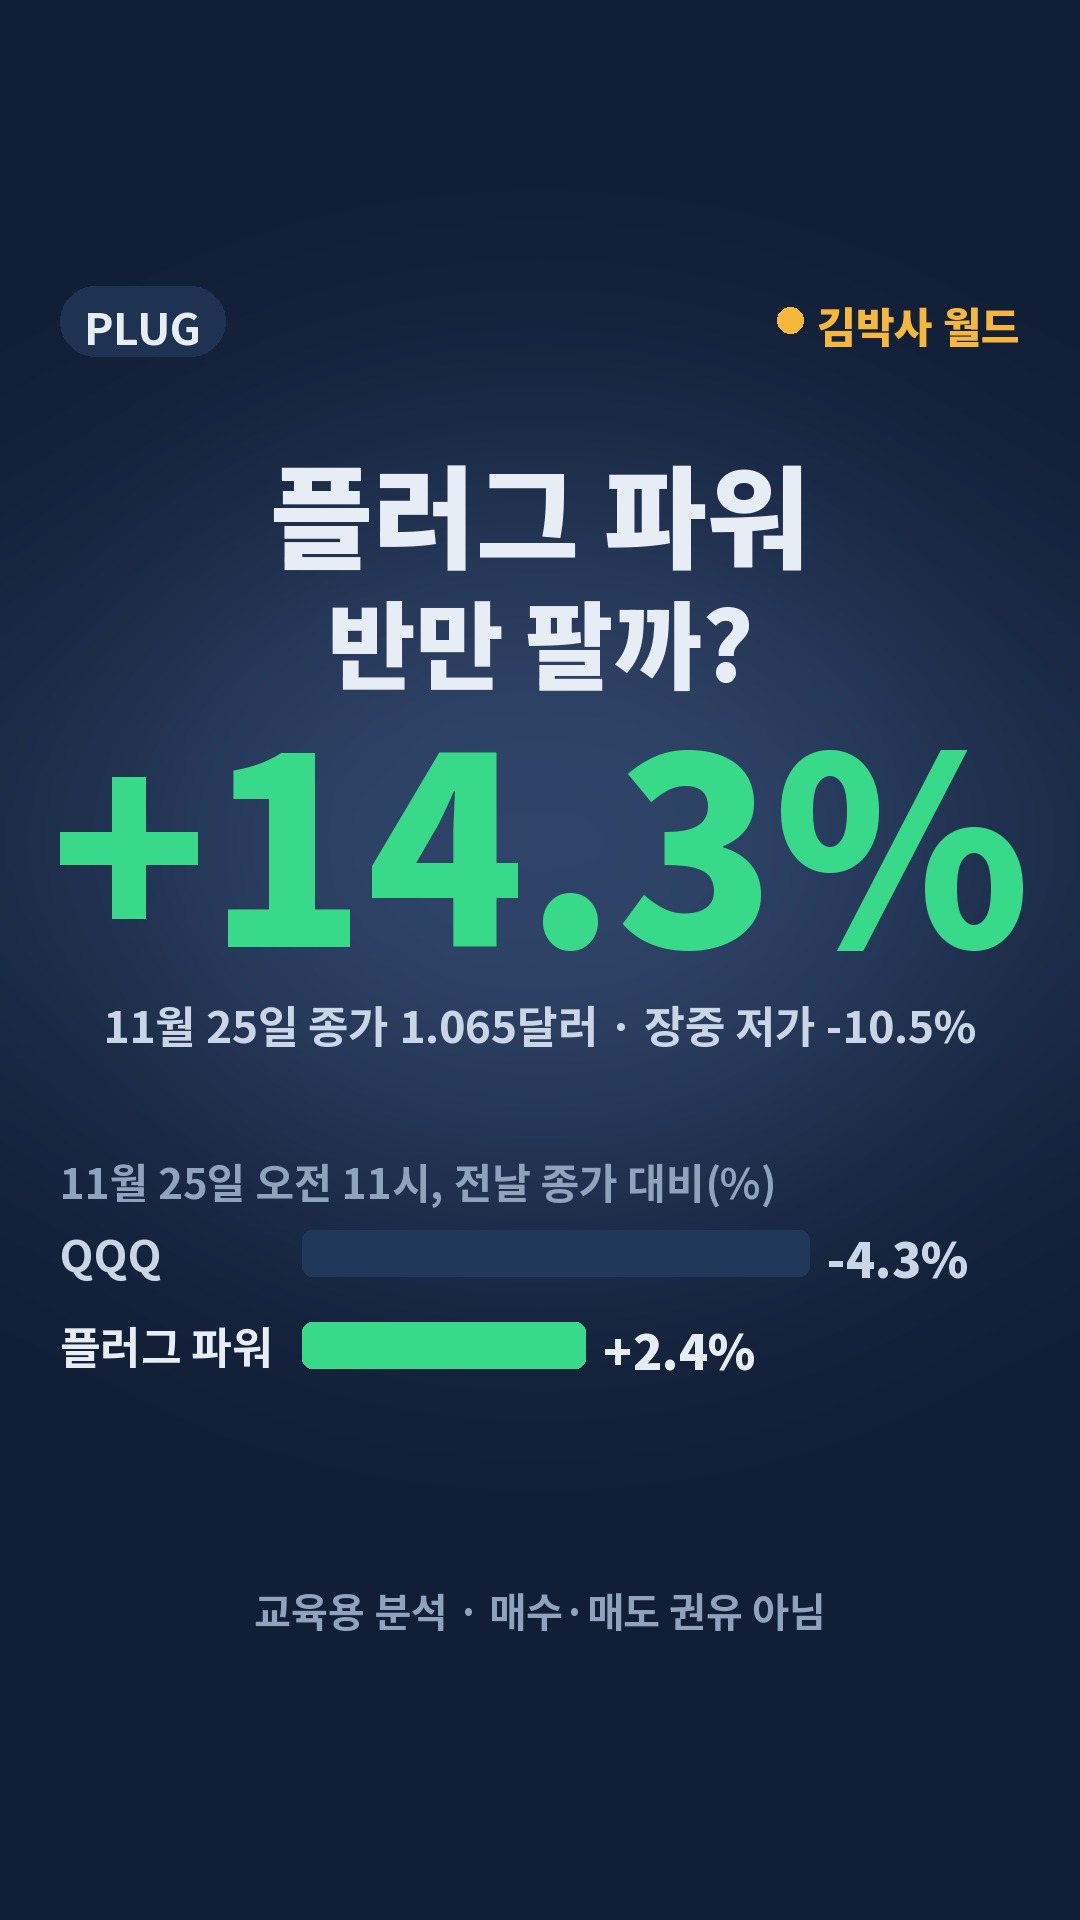 PLUG
김박사 월드
플러그 파워
반만 팔까?
+14.3%
11월 25일 종가 1.065달러 · 장중 저가 -10.5%
11월 25일 오전 11시, 전날 종가 대비(%)
QQQ -4.3%
플러그 파워 +2.4%
교육용 분석 · 매수·매도 권유 아님